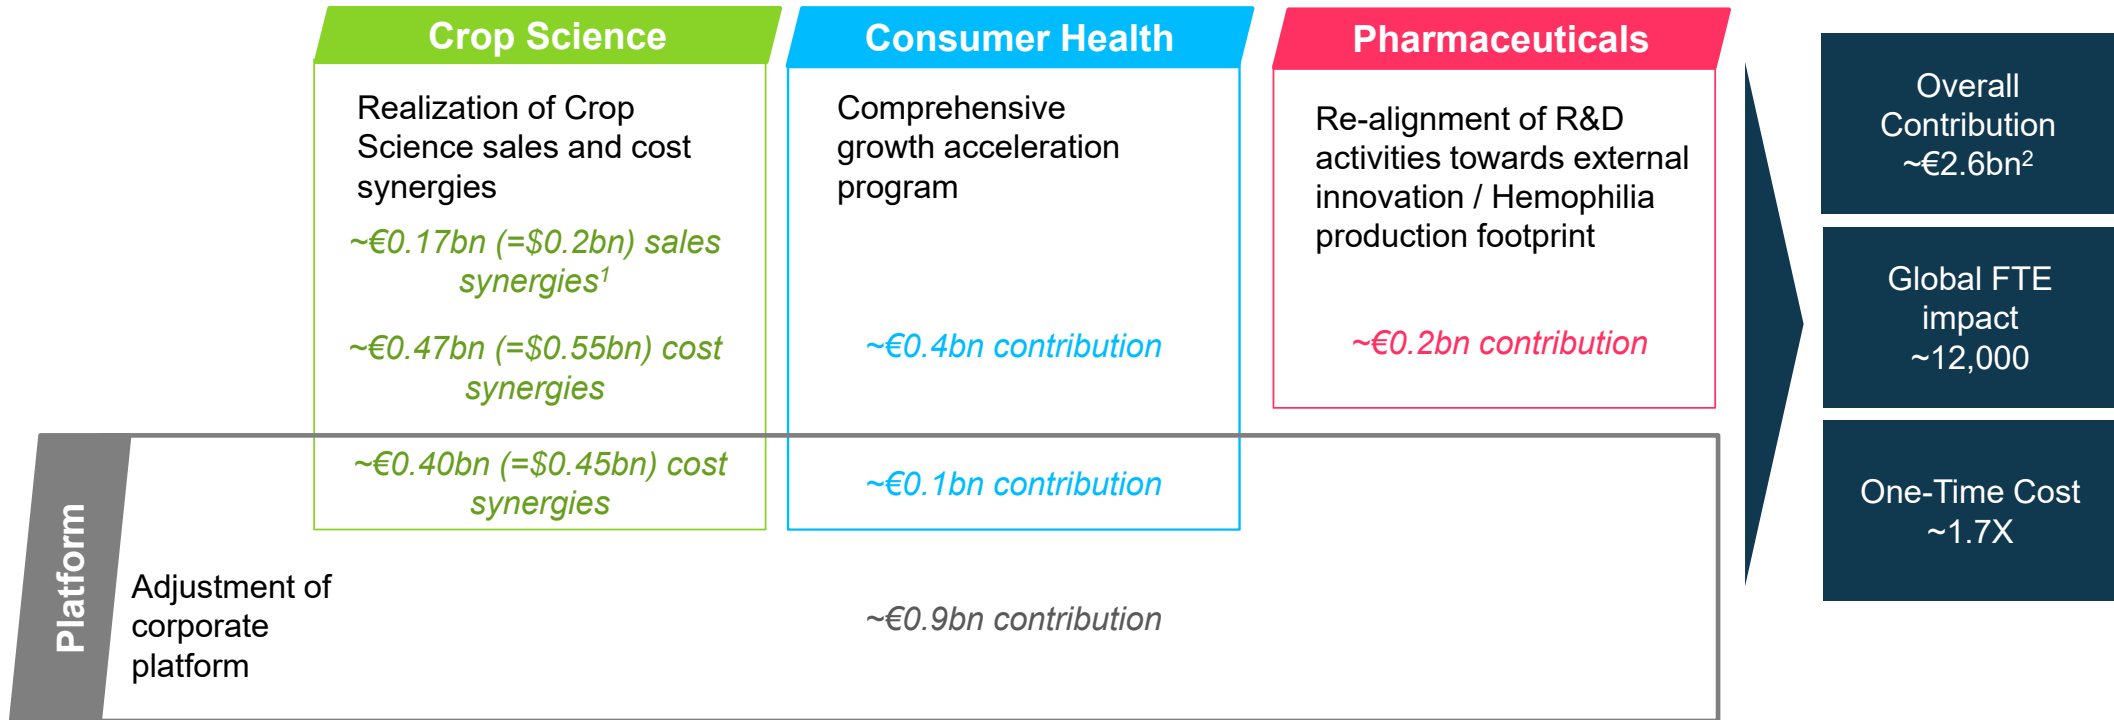 Crop Science
Realization of Crop
Science sales and cost
synergies
~€0.17bn (=$0.2bn) sales
synergies¹
~€0.47bn (=$0.55bn) cost
synergies
~€0.40bn (=$0.45bn) cost
synergies
Consumer Health
Comprehensive
growth acceleration
program
~€0.4bn contribution
~€0.1bn contribution
Pharmaceuticals
Re-alignment of R&D
activities towards external
innovation / Hemophilia
production footprint
~€0.2bn contribution
Platform
Adjustment of
corporate
platform
~€0.9bn contribution
Overall
Contribution
~€2.6bn²
Global FTE
impact
~12,000
One-Time Cost
~1.7X